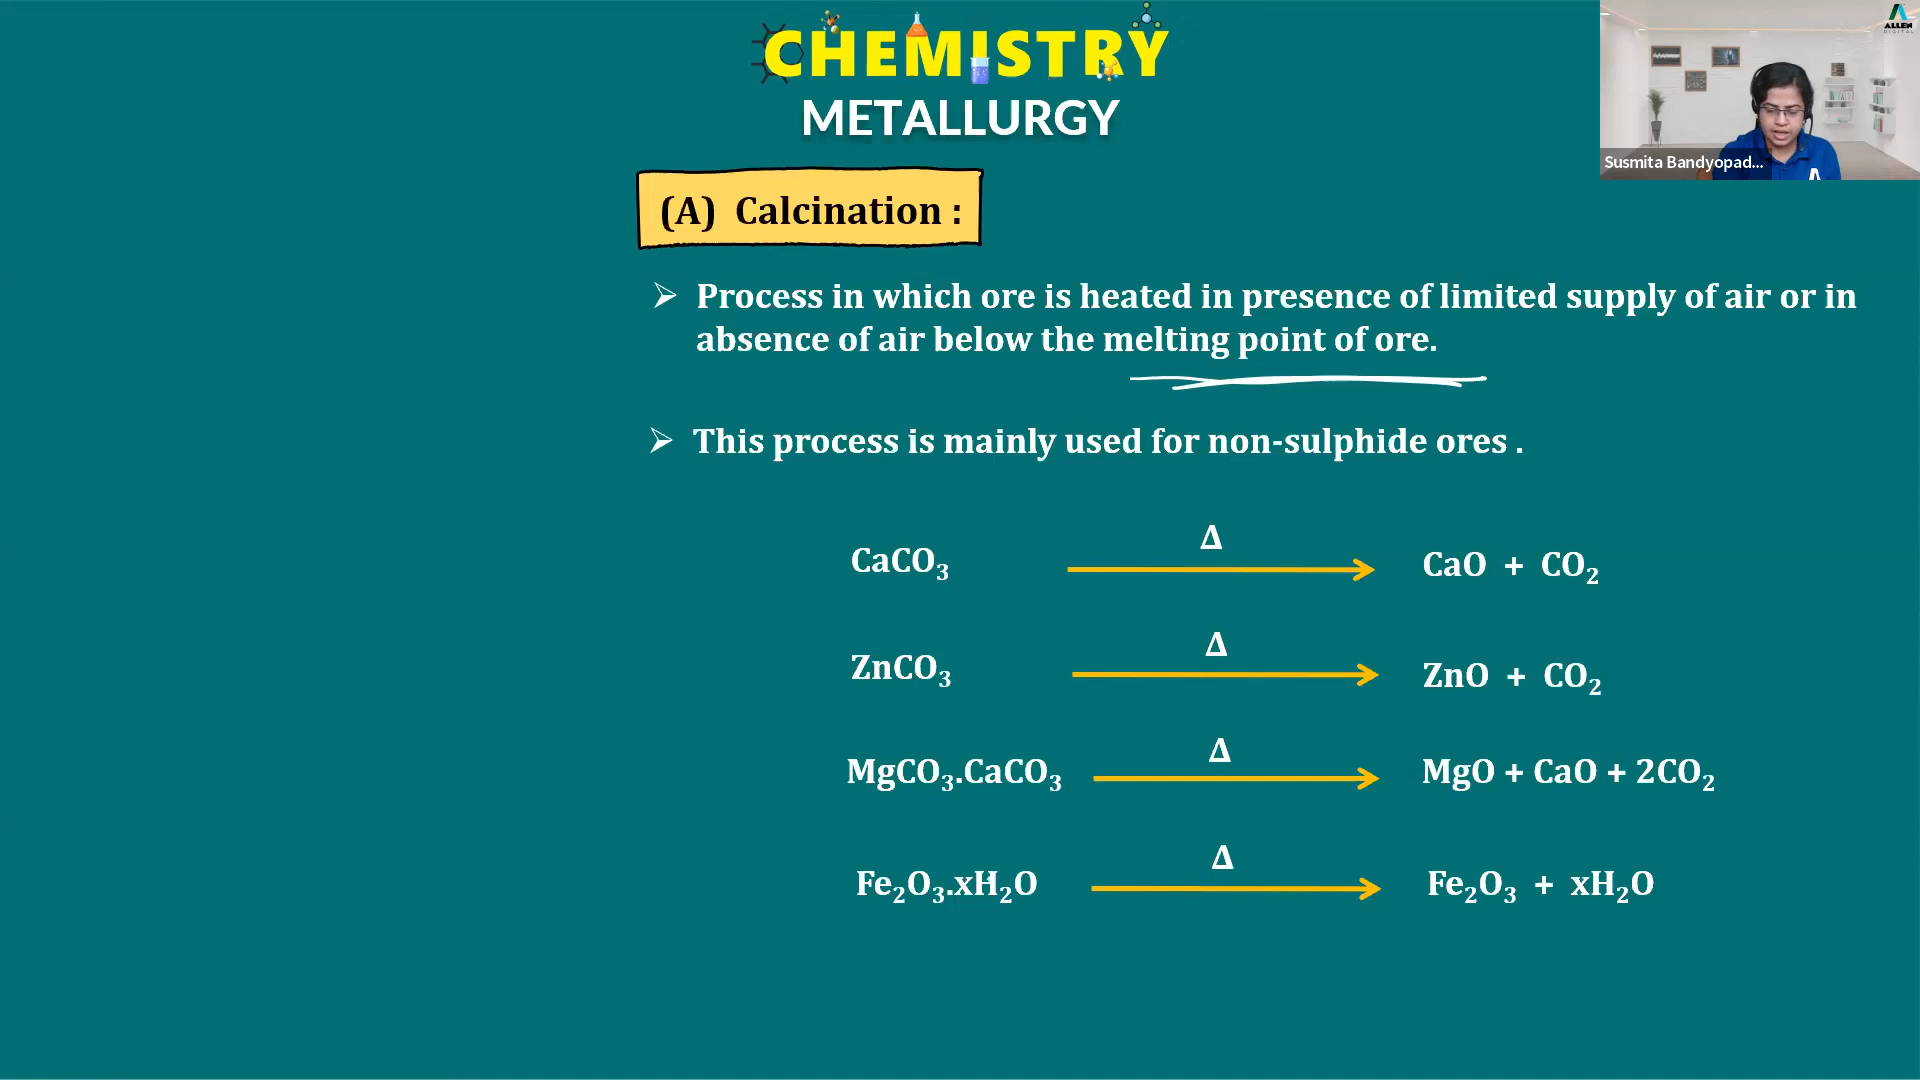 CHEMISTRY
METALLURGY
ALLEN
DIGITAL
Susmita Bandyopad...
(A) Calcination :
➢ Process in which ore is heated in presence of limited supply of air or in
absence of air below the melting point of ore.
➢ This process is mainly used for non-sulphide ores .
CaCO₃ Δ→ CaO + CO₂
ZnCO₃ Δ→ ZnO + CO₂
MgCO₃.CaCO₃ Δ→ MgO + CaO + 2CO₂
Fe₂O₃.xH₂O Δ→ Fe₂O₃ + xH₂O